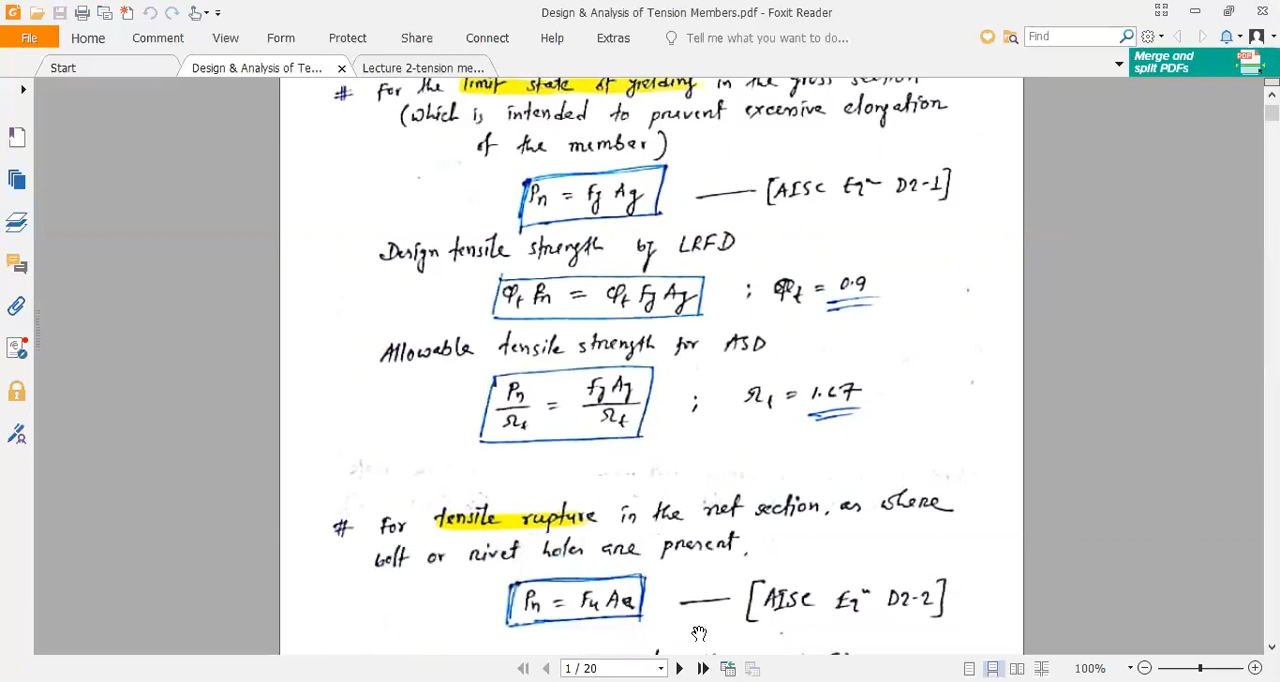 Design & Analysis of Tension Members.pdf - Foxit Reader
File Home Comment View Form Protect Share Connect Help Extras Tell me what you want to do... Find
Start Design & Analysis of Te... Lecture 2-tension me... Merge and split PDFs
# For the limit state of yielding in the gross section
(which is intended to prevent excessive elongation
of the member)
Pn = Fy Ag —— [AISC Eqn D2-1]
Design tensile strength by LRFD
φt Pn = φt Fy Ag ; φt = 0.9
Allowable tensile strength for ASD
Pn/Ωt = Fy Ag/Ωt ; Ωt = 1.67
# For tensile rupture in the net section, as where
bolt or rivet holes are present.
Pn = Fu Ae —— [AISC Eqn D2-2]
1 / 20 100%